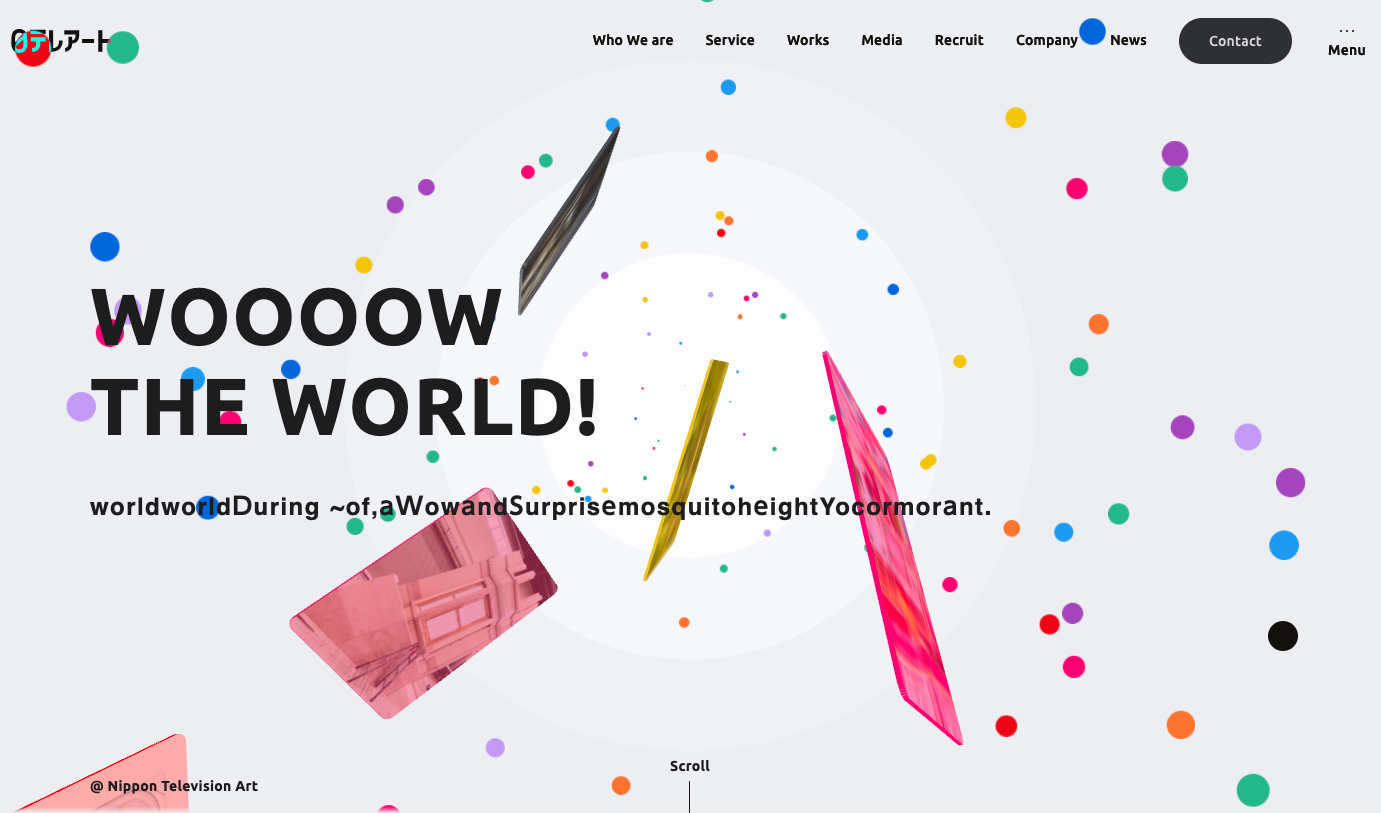 日テレアート
Who We are Service Works Media Recruit Company News Contact
...
Menu
WOOOOW
THE WORLD!
worldworldDuring ~of,aWowandSurprisemosquitoheightYocormorant.
Scroll
@ Nippon Television Art